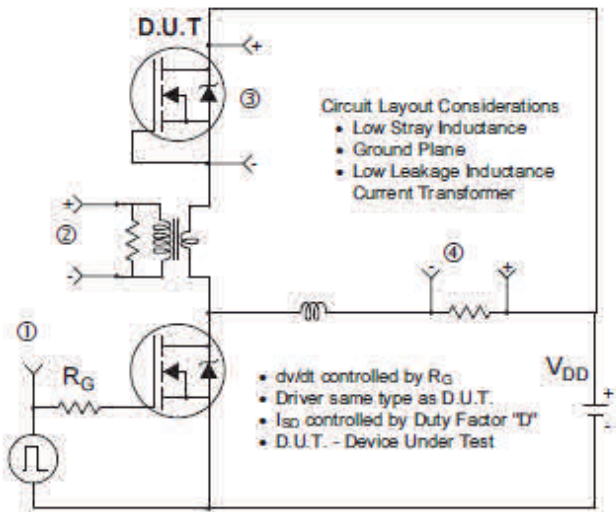 D.U.T
+
③
-
Circuit Layout Considerations
• Low Stray Inductance
• Ground Plane
• Low Leakage Inductance
Current Transformer
+
②
-
④
-
+
①
RG
VDD
+
-
• dv/dt controlled by RG
• Driver same type as D.U.T.
• ISD controlled by Duty Factor "D"
• D.U.T. - Device Under Test